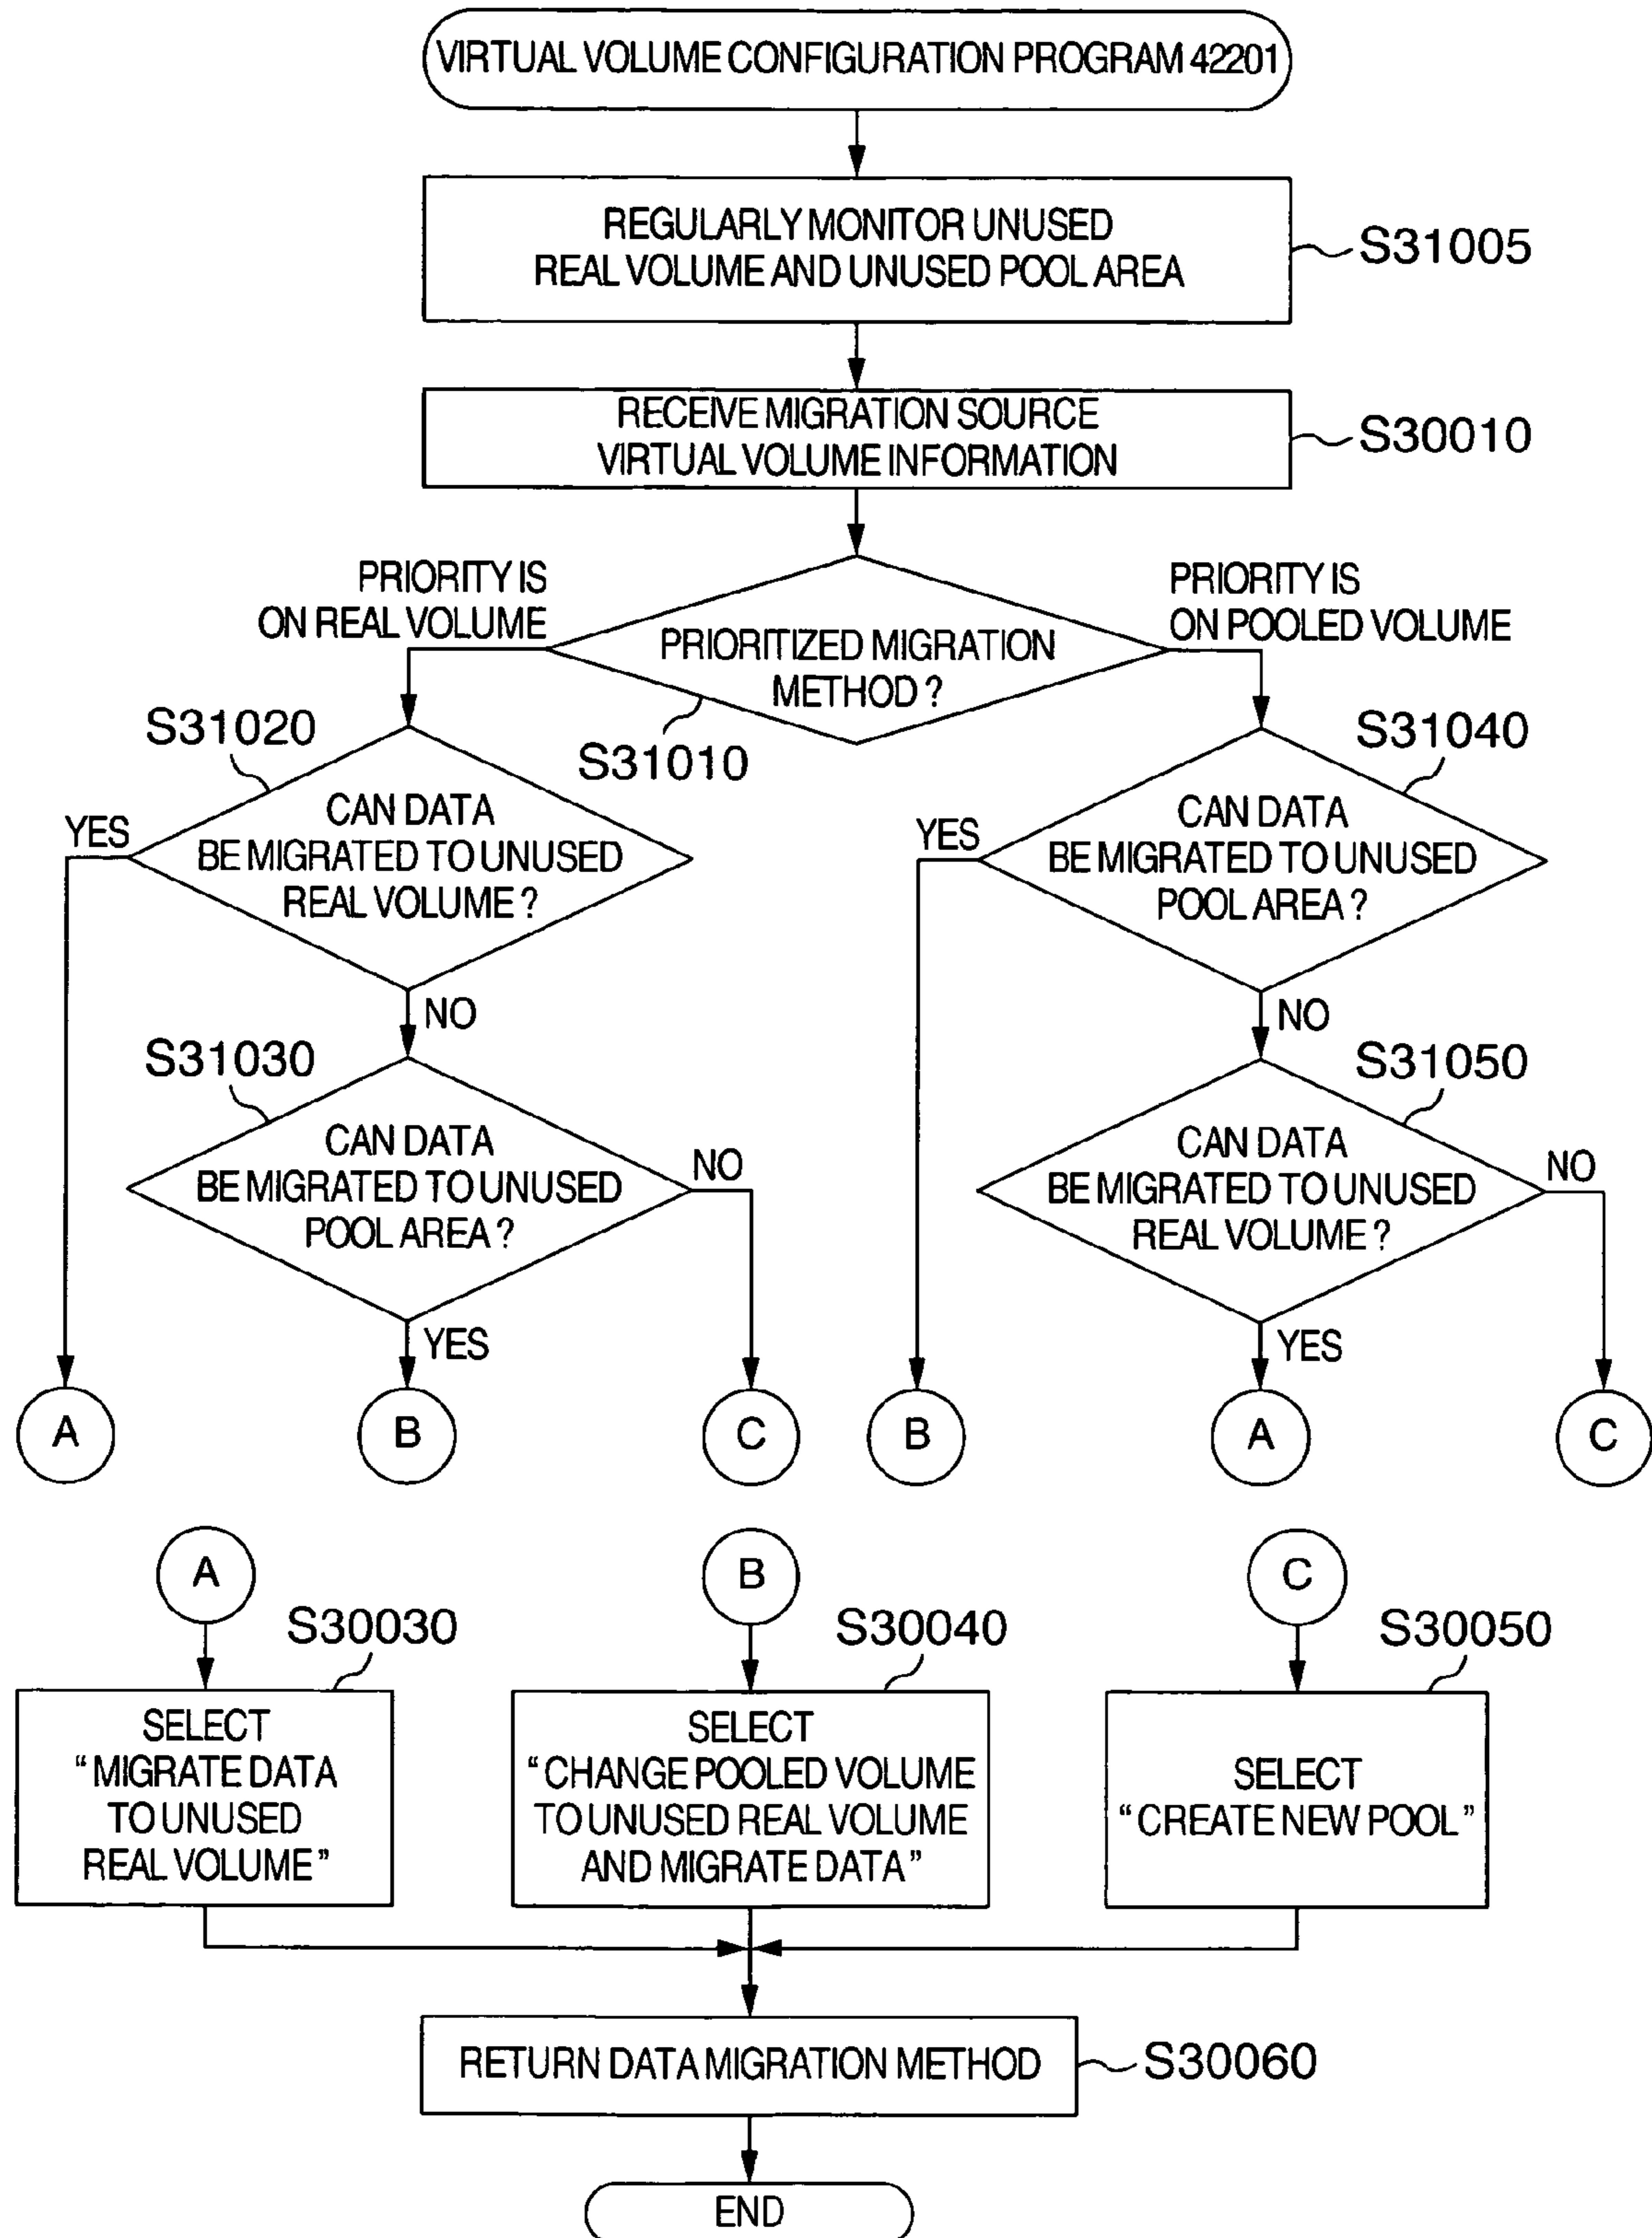 VIRTUAL VOLUME CONFIGURATION PROGRAM 42201
REGULARLY MONITOR UNUSED
REAL VOLUME AND UNUSED POOL AREA
S31005
RECEIVE MIGRATION SOURCE
VIRTUAL VOLUME INFORMATION
S30010
PRIORITY IS
ON REAL VOLUME
PRIORITIZED MIGRATION
METHOD ?
S31010
PRIORITY IS
ON POOLED VOLUME
S31020
CAN DATA
BE MIGRATED TO UNUSED
REAL VOLUME ?
YES
NO
S31040
CAN DATA
BE MIGRATED TO UNUSED
POOL AREA ?
YES
NO
S31030
CAN DATA
BE MIGRATED TO UNUSED
POOL AREA ?
NO
YES
S31050
CAN DATA
BE MIGRATED TO UNUSED
REAL VOLUME ?
NO
YES
A
B
C
B
A
C
A
B
C
S30030
SELECT
“MIGRATE DATA
TO UNUSED
REAL VOLUME”
S30040
SELECT
“CHANGE POOLED VOLUME
TO UNUSED REAL VOLUME
AND MIGRATE DATA”
S30050
SELECT
“CREATE NEW POOL”
RETURN DATA MIGRATION METHOD
S30060
END